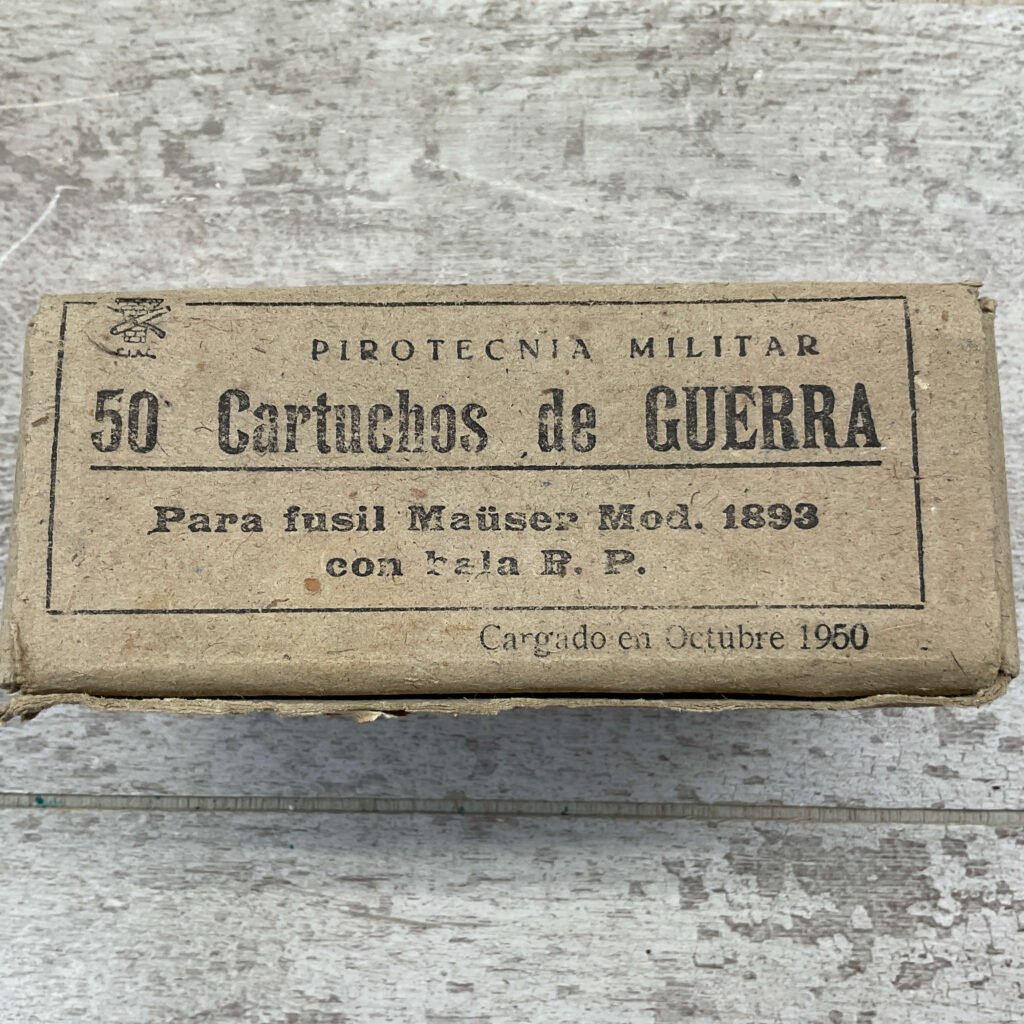 PIROTECNIA MILITAR
50 Cartuchos de GUERRA
Para fusil Maüser Mod. 1893
con bala P. P.
Cargado en Octubre 1950